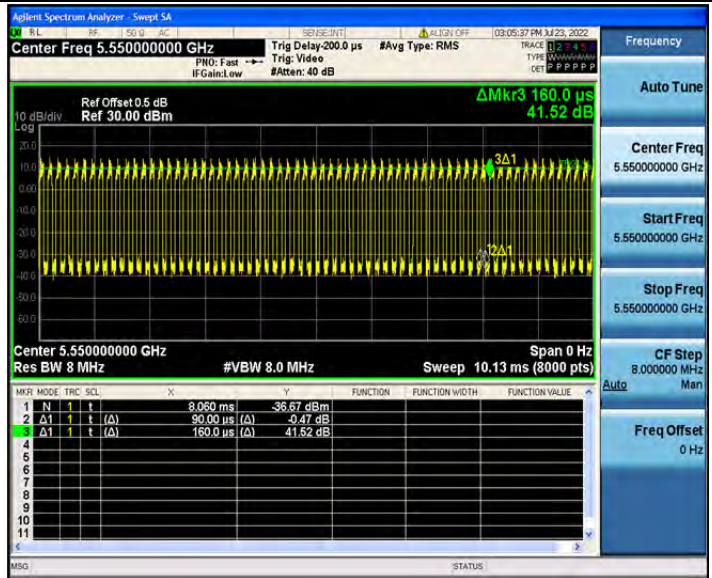 Agilent Spectrum Analyzer - Swept SA
RL RF 50 Ω AC SENSE:INT ALIGN OFF 03:05:37 PM Jul 23, 2022
Center Freq 5.550000000 GHz
PNO: Fast
IFGain:Low
Trig Delay-200.0 µs
Trig: Video
#Atten: 40 dB
#Avg Type: RMS
TRACE 1 2 3 4 5 6
TYPE
DET P P P P P P
Ref Offset 0.5 dB
10 dB/div Ref 30.00 dBm
Log
ΔMkr3 160.0 µs
41.52 dB
20.0
10.0
0.00
-10.0
-20.0
-30.0
-40.0
-50.0
3Δ1
2Δ1
Center 5.550000000 GHz Span 0 Hz
Res BW 8 MHz #VBW 8.0 MHz Sweep 10.13 ms (8000 pts)
MKR MODE TRC SCL X Y FUNCTION FUNCTION WIDTH FUNCTION VALUE
1 N 1 t 8.060 ms -36.67 dBm
2 Δ1 1 t (Δ) 90.00 µs (Δ) -0.47 dB
3 Δ1 1 t (Δ) 160.0 µs (Δ) 41.52 dB
4
5
6
7
8
9
10
11
MSG STATUS
Frequency
Auto Tune
Center Freq
5.550000000 GHz
Start Freq
5.550000000 GHz
Stop Freq
5.550000000 GHz
CF Step
8.000000 MHz
Auto Man
Freq Offset
0 Hz